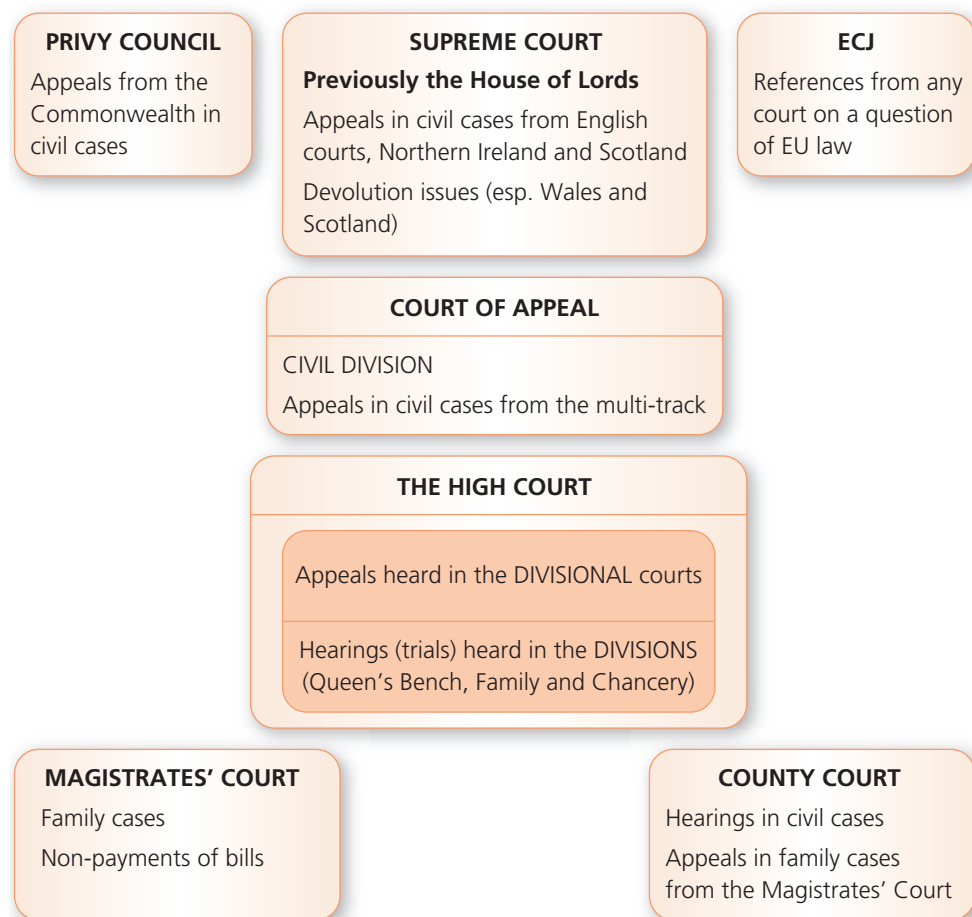 PRIVY COUNCIL
Appeals from the
Commonwealth in
civil cases
SUPREME COURT
Previously the House of Lords
Appeals in civil cases from English
courts, Northern Ireland and Scotland
Devolution issues (esp. Wales and
Scotland)
ECJ
References from any
court on a question
of EU law
COURT OF APPEAL
CIVIL DIVISION
Appeals in civil cases from the multi-track
THE HIGH COURT
Appeals heard in the DIVISIONAL courts
Hearings (trials) heard in the DIVISIONS
(Queen's Bench, Family and Chancery)
MAGISTRATES' COURT
Family cases
Non-payments of bills
COUNTY COURT
Hearings in civil cases
Appeals in family cases
from the Magistrates' Court